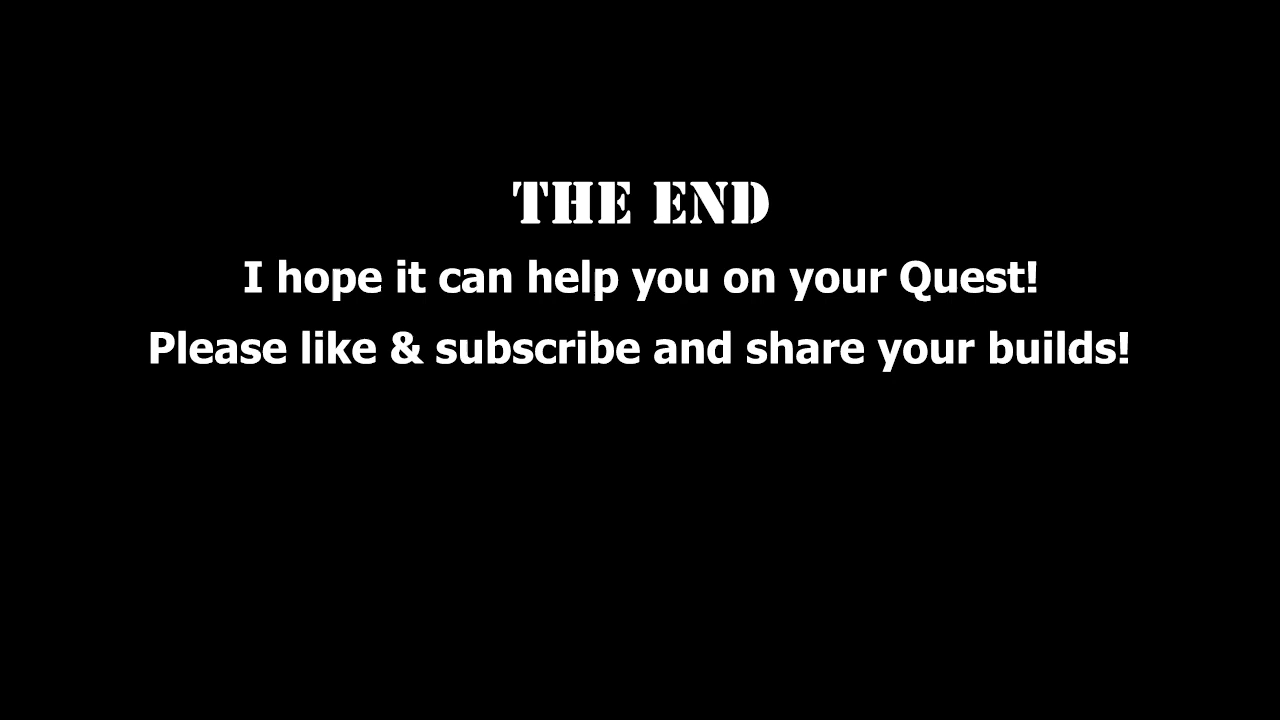 THE END
I hope it can help you on your Quest!
Please like & subscribe and share your builds!